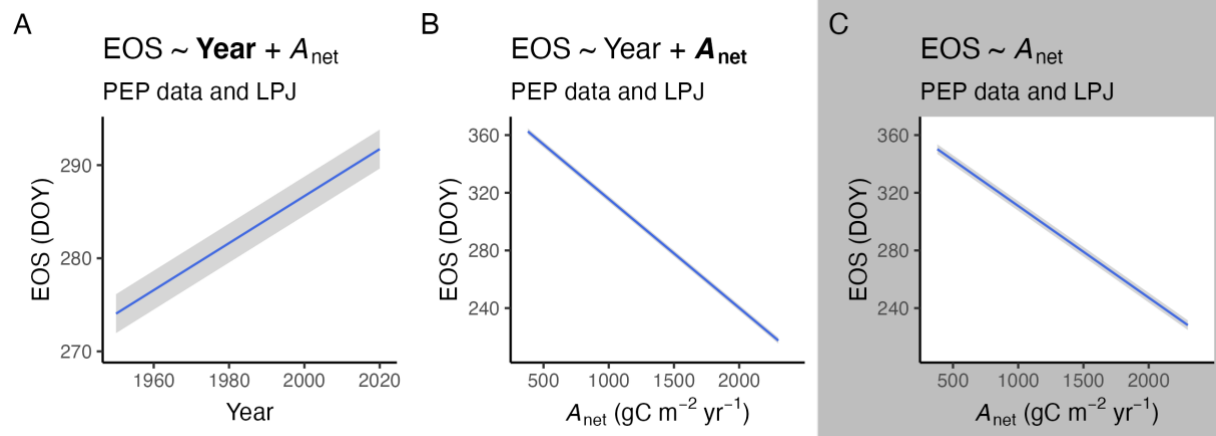 A
EOS ~ Year + Anet
PEP data and LPJ
EOS (DOY)
290
280
270
1960
1980
2000
2020
Year
B
EOS ~ Year + Anet
PEP data and LPJ
EOS (DOY)
360
320
280
240
500
1000
1500
2000
Anet (gC m−2 yr−1)
C
EOS ~ Anet
PEP data and LPJ
EOS (DOY)
360
320
280
240
500
1000
1500
2000
Anet (gC m−2 yr−1)